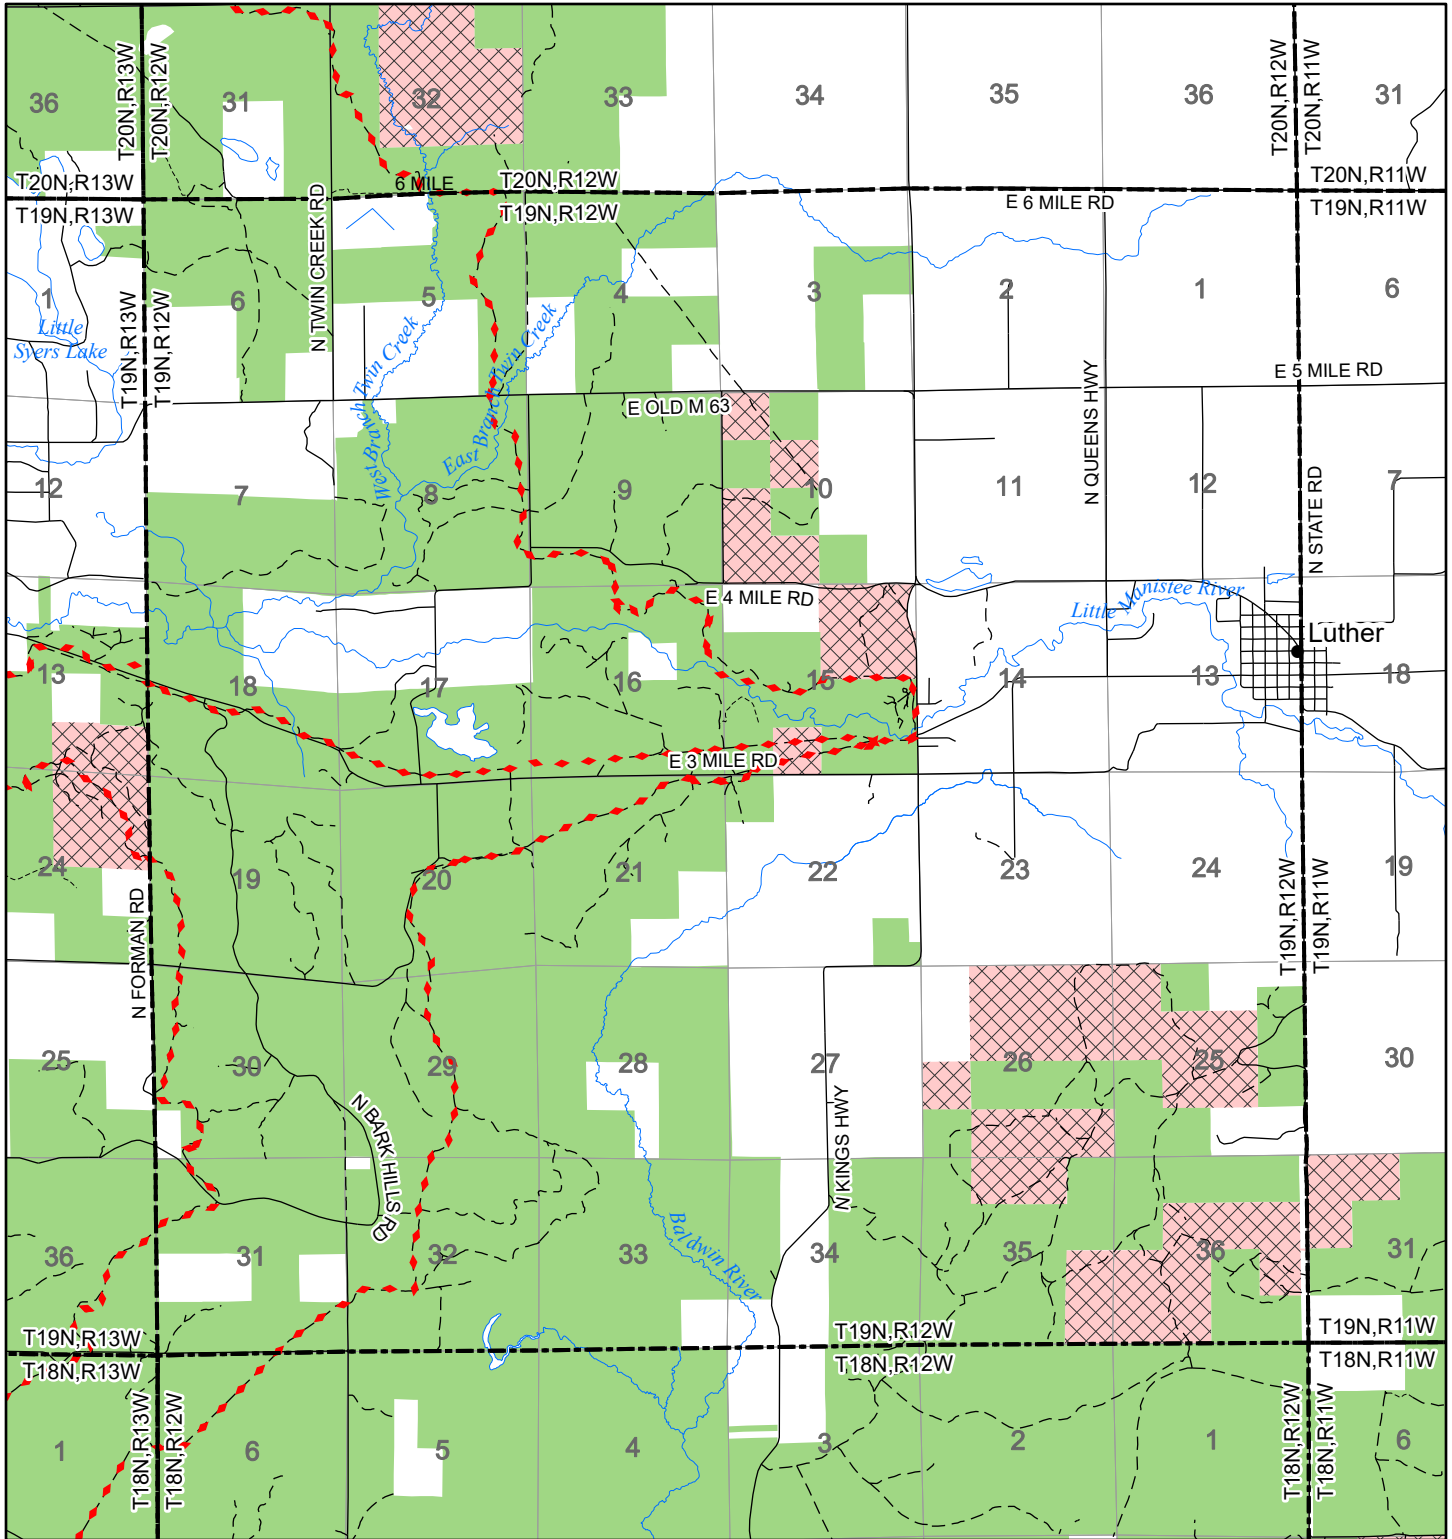 36
31
32
33
34
35
36
31
T20N,R13W
T20N,R12W
T20N,R12W
T20N,R11W
T20N,R13W
6 MILE
T20N,R12W
T20N,R11W
T19N,R13W
T19N,R12W
E 6 MILE RD
T19N,R11W
N TWIN CREEK RD
1
6
5
4
3
2
1
6
Little
Syers Lake
T19N,R13W
T19N,R12W
West Branch Twin Creek
East Branch Twin Creek
E 5 MILE RD
E OLD M 63
N QUEENS HWY
12
7
8
9
10
11
12
7
N STATE RD
E 4 MILE RD
Little Manistee River
Luther
13
18
17
16
15
14
13
18
E 3 MILE RD
24
19
20
21
22
23
24
19
N FORMAN RD
T19N,R12W
T19N,R11W
25
30
29
28
27
26
25
30
N BARK HILLS RD
N KINGS HWY
36
31
32
33
34
35
36
31
Baldwin River
T19N,R13W
T19N,R12W
T19N,R11W
T18N,R13W
T18N,R12W
T18N,R11W
T18N,R13W
T18N,R12W
T18N,R12W
T18N,R11W
1
6
5
4
3
2
1
6